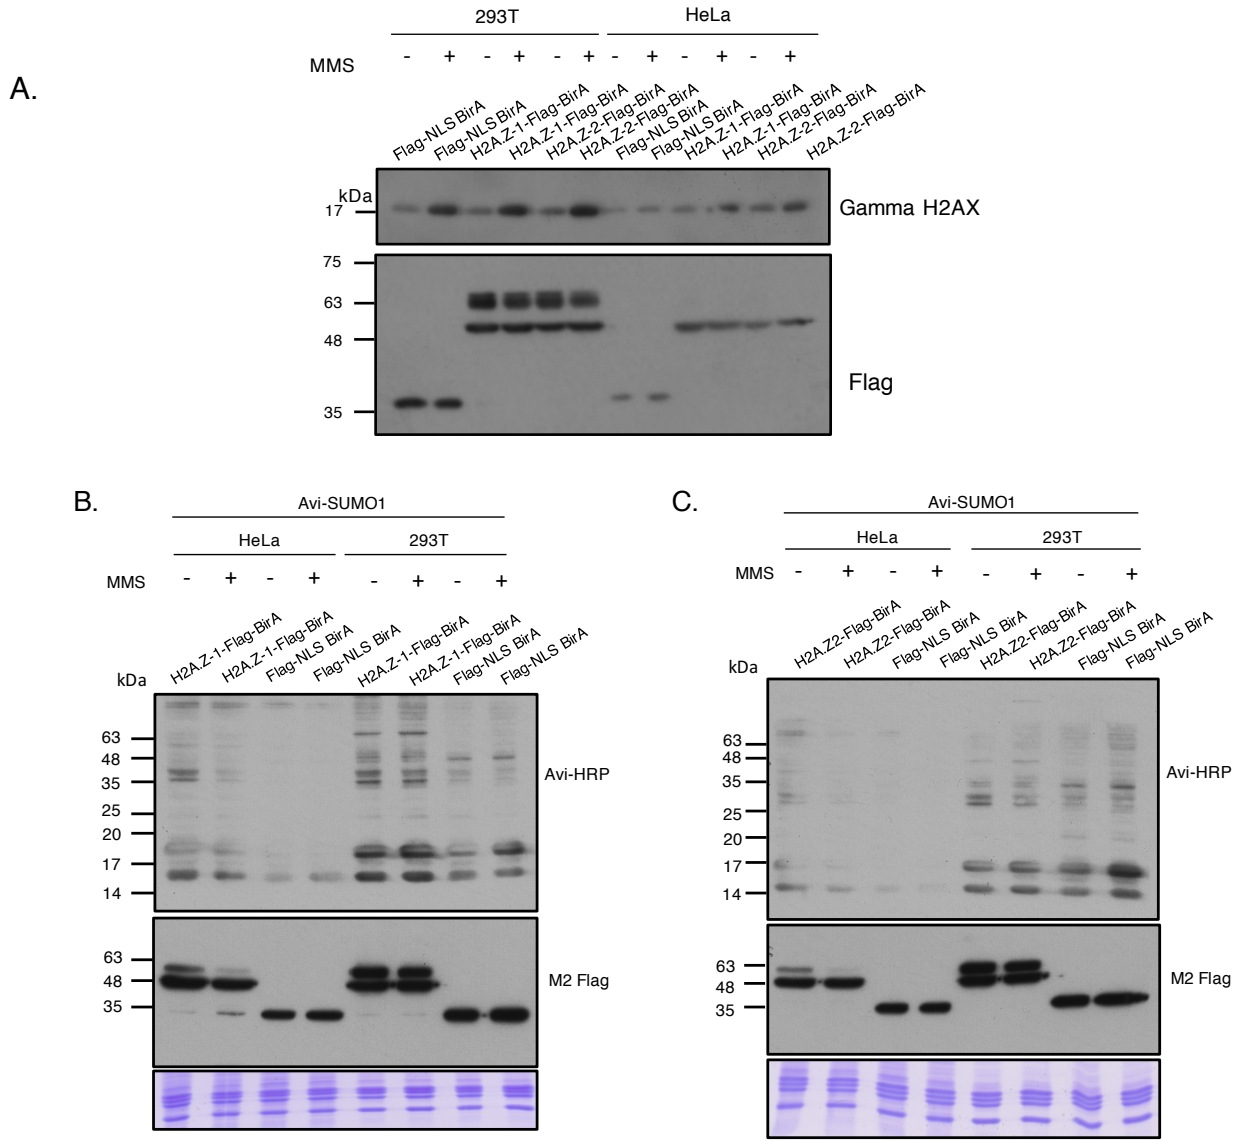 A.
293T HeLa
MMS - + - + - + - + - + - +
Flag-NLS BirA
Flag-NLS BirA
H2A.Z-1-Flag-BirA
H2A.Z-1-Flag-BirA
H2A.Z-2-Flag-BirA
H2A.Z-2-Flag-BirA
Flag-NLS BirA
Flag-NLS BirA
H2A.Z-1-Flag-BirA
H2A.Z-1-Flag-BirA
H2A.Z-2-Flag-BirA
H2A.Z-2-Flag-BirA
kDa
17
Gamma H2AX
75
63
48
35
Flag
B.
Avi-SUMO1
HeLa 293T
MMS - + - + - + - +
H2A.Z-1-Flag-BirA
H2A.Z-1-Flag-BirA
Flag-NLS BirA
Flag-NLS BirA
H2A.Z-1-Flag-BirA
H2A.Z-1-Flag-BirA
Flag-NLS BirA
Flag-NLS BirA
kDa
63
48
35
25
20
17
14
Avi-HRP
63
48
35
M2 Flag
C.
Avi-SUMO1
HeLa 293T
MMS - + - + - + - +
H2A.Z2-Flag-BirA
H2A.Z2-Flag-BirA
Flag-NLS BirA
Flag-NLS BirA
H2A.Z2-Flag-BirA
H2A.Z2-Flag-BirA
Flag-NLS BirA
Flag-NLS BirA
kDa
63
48
35
25
20
17
14
Avi-HRP
63
48
35
M2 Flag